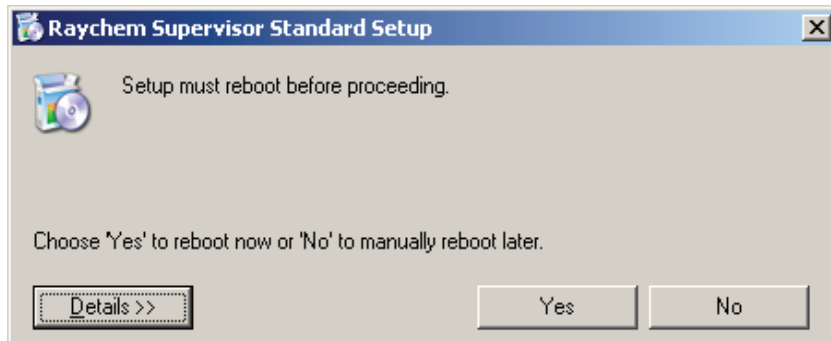 Raychem Supervisor Standard Setup
Setup must reboot before proceeding.
Choose 'Yes' to reboot now or 'No' to manually reboot later.
Details >>
Yes
No